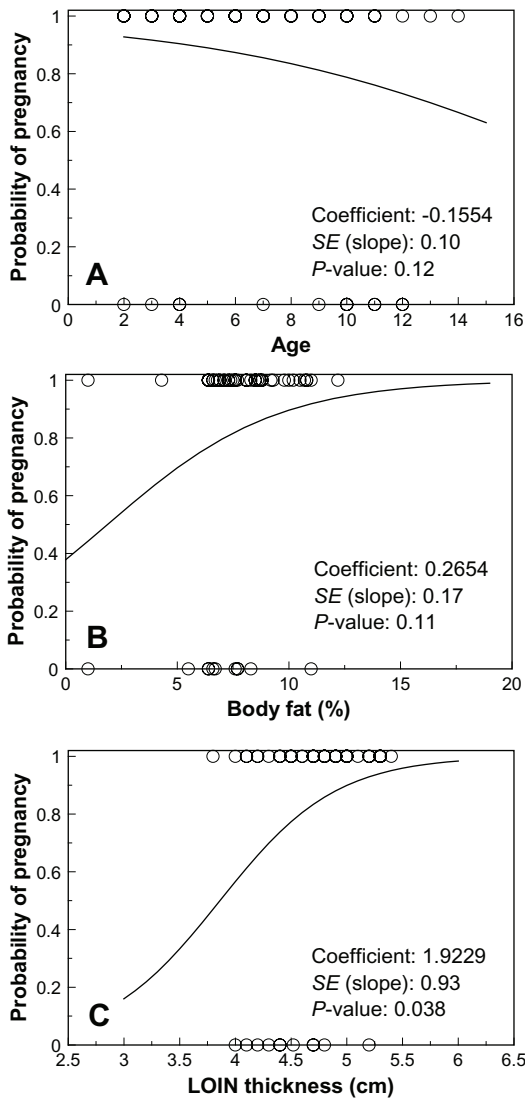 1
0.8
0.6
0.4
0.2
0
Probability of pregnancy
Coefficient: -0.1554
SE (slope): 0.10
P-value: 0.12
A
0 2 4 6 8 10 12 14 16
Age
1
0.8
0.6
0.4
0.2
0
Probability of pregnancy
Coefficient: 0.2654
SE (slope): 0.17
P-value: 0.11
B
0 5 10 15 20
Body fat (%)
1
0.8
0.6
0.4
0.2
0
Probability of pregnancy
Coefficient: 1.9229
SE (slope): 0.93
P-value: 0.038
C
2.5 3 3.5 4 4.5 5 5.5 6 6.5
LOIN thickness (cm)